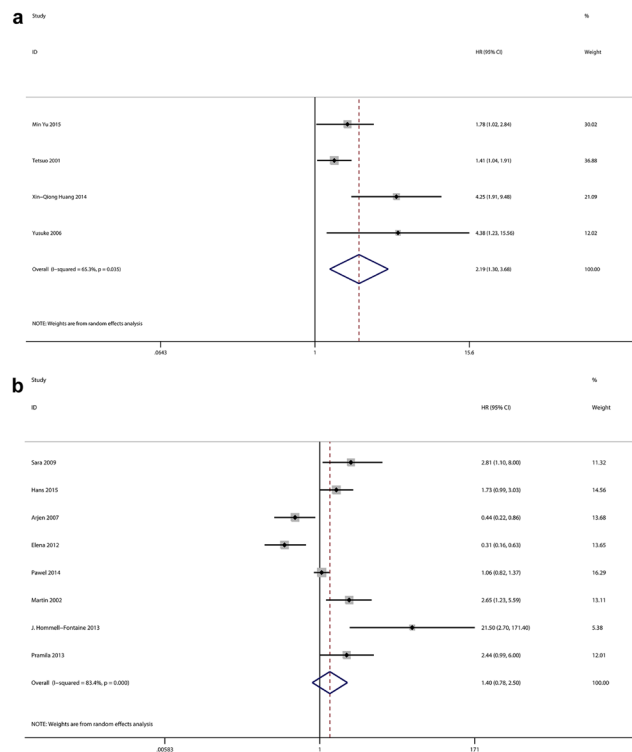 a
Study %
ID HR (95% CI) Weight
Min Yu 2015 1.78 (1.02, 2.84) 30.02
Tetsuo 2001 1.41 (1.04, 1.91) 36.88
Xin-Qiong Huang 2014 4.25 (1.91, 9.48) 21.09
Yusuke 2006 4.38 (1.23, 15.56) 12.02
Overall (I-squared = 65.3%, p = 0.035) 2.19 (1.30, 3.68) 100.00
NOTE: Weights are from random effects analysis
.0643 1 15.6
b
Study %
ID HR (95% CI) Weight
Sara 2009 2.81 (1.10, 8.00) 11.32
Hans 2015 1.73 (0.99, 3.03) 14.56
Arjen 2007 0.44 (0.22, 0.86) 13.68
Elena 2012 0.31 (0.16, 0.63) 13.65
Pawel 2014 1.06 (0.82, 1.37) 16.29
Martin 2002 2.65 (1.23, 5.59) 13.11
J. Hommell-Fontaine 2013 21.50 (2.70, 171.40) 5.38
Pramila 2013 2.44 (0.99, 6.00) 12.01
Overall (I-squared = 83.4%, p = 0.000) 1.40 (0.78, 2.50) 100.00
NOTE: Weights are from random effects analysis
.00583 1 171